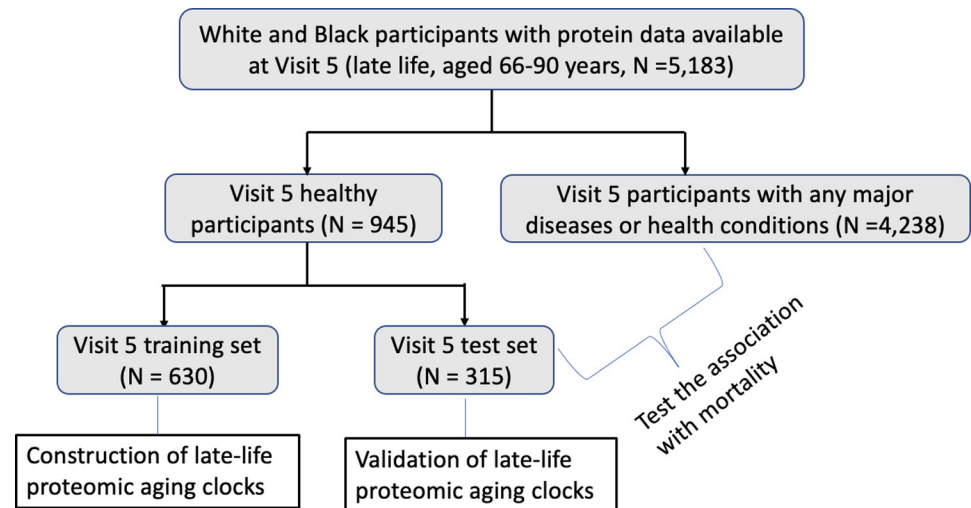 White and Black participants with protein data available
at Visit 5 (late life, aged 66-90 years, N =5,183)
Visit 5 healthy
participants (N = 945)
Visit 5 participants with any major
diseases or health conditions (N =4,238)
Visit 5 training set
(N = 630)
Visit 5 test set
(N = 315)
Test the association
with mortality
Construction of late-life
proteomic aging clocks
Validation of late-life
proteomic aging clocks